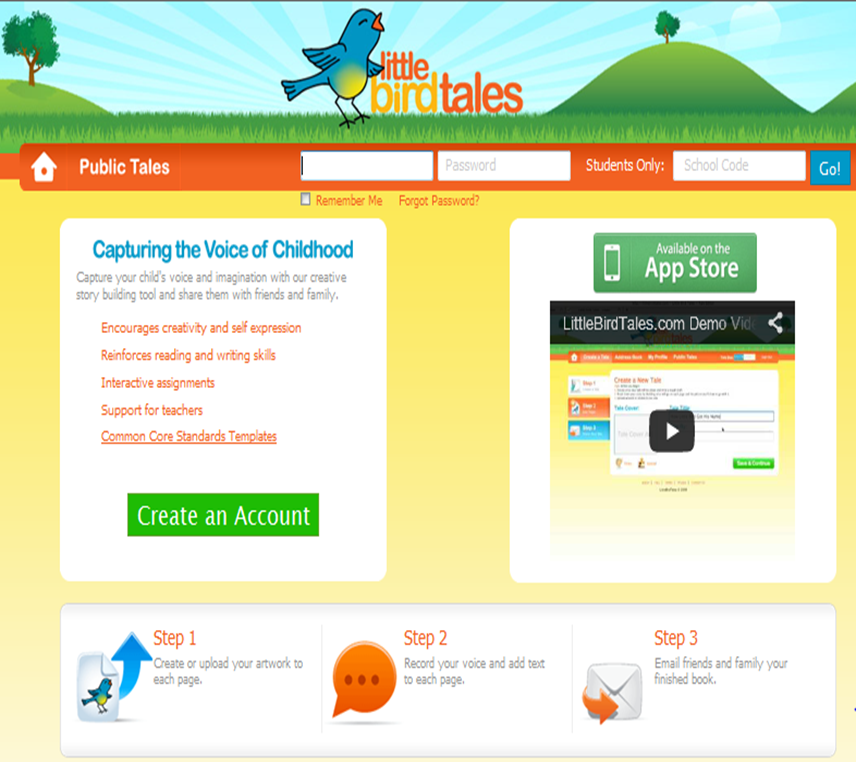 little
birdtales
Public Tales
Password
Students Only:
School Code
Go!
Remember Me
Forgot Password?
Capturing the Voice of Childhood
Capture your child's voice and imagination with our creative
story building tool and share them with friends and family.
Encourages creativity and self expression
Reinforces reading and writing skills
Interactive assignments
Support for teachers
Common Core Standards Templates
Create an Account
Available on the
App Store
LittleBirdTales.com Demo Vid
Create a Tale Address Book My Profile Public Tales
Step 1
Step 2
Step 3
Create a New Tale
Tale Cover:
Tale Title:
Save & Continue
Step 1
Create or upload your artwork to
each page.
Step 2
Record your voice and add text
to each page.
Step 3
Email friends and family your
finished book.